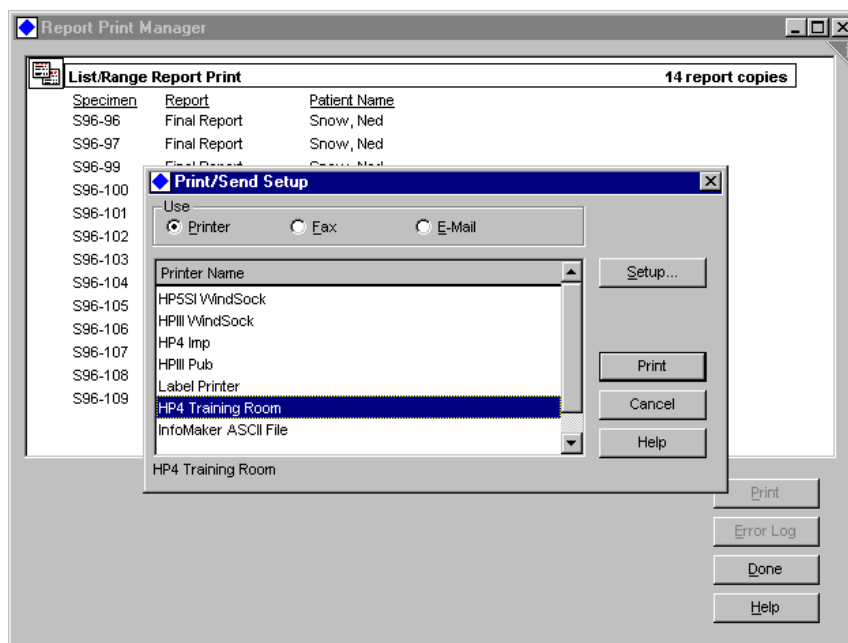 Report Print Manager
List/Range Report Print 14 report copies
Specimen Report Patient Name
S96-96 Final Report Snow, Ned
S96-97 Final Report Snow, Ned
S96-99 Final Report Snow, Ned
S96-100
S96-101
S96-102
S96-103
S96-104
S96-105
S96-106
S96-107
S96-108
S96-109
Print/Send Setup
Use
Printer Fax E-Mail
Printer Name
HP5SI WindSock
HPIII WindSock
HP4 Imp
HPIII Pub
Label Printer
HP4 Training Room
InfoMaker ASCII File
HP4 Training Room
Setup...
Print
Cancel
Help
Print
Error Log
Done
Help